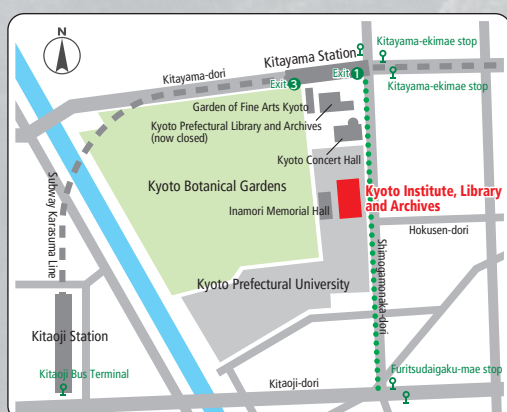 N
Kitayama Station
Kitayama-ekimae stop
Kitayama-dori
Exit 1
Exit 3
Kitayama-ekimae stop
Garden of Fine Arts Kyoto
Kyoto Prefectural Library and Archives
(now closed)
Kyoto Concert Hall
Kyoto Botanical Gardens
Kyoto Institute, Library
and Archives
Inamori Memorial Hall
Hokusen-dori
Subway Karasuma Line
Shimogamonaka-dori
Kyoto Prefectural University
Kitaoji Station
Kitaoji Bus Terminal
Kitaoji-dori
Furitsudaigaku-mae stop